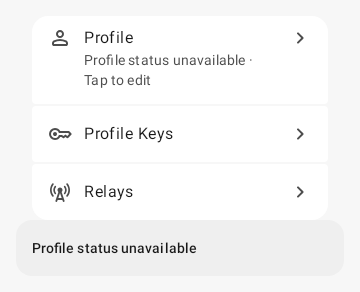 Profile
Profile status unavailable ·
Tap to edit
Profile Keys
Relays
Profile status unavailable